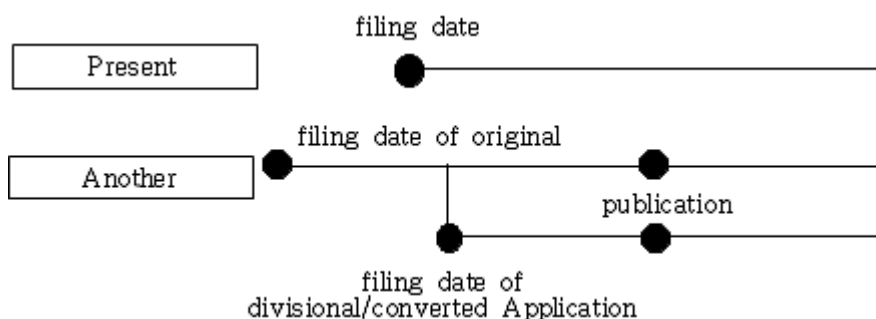 filing date
Present
filing date of original
Another
publication
filing date of
divisional/converted Application